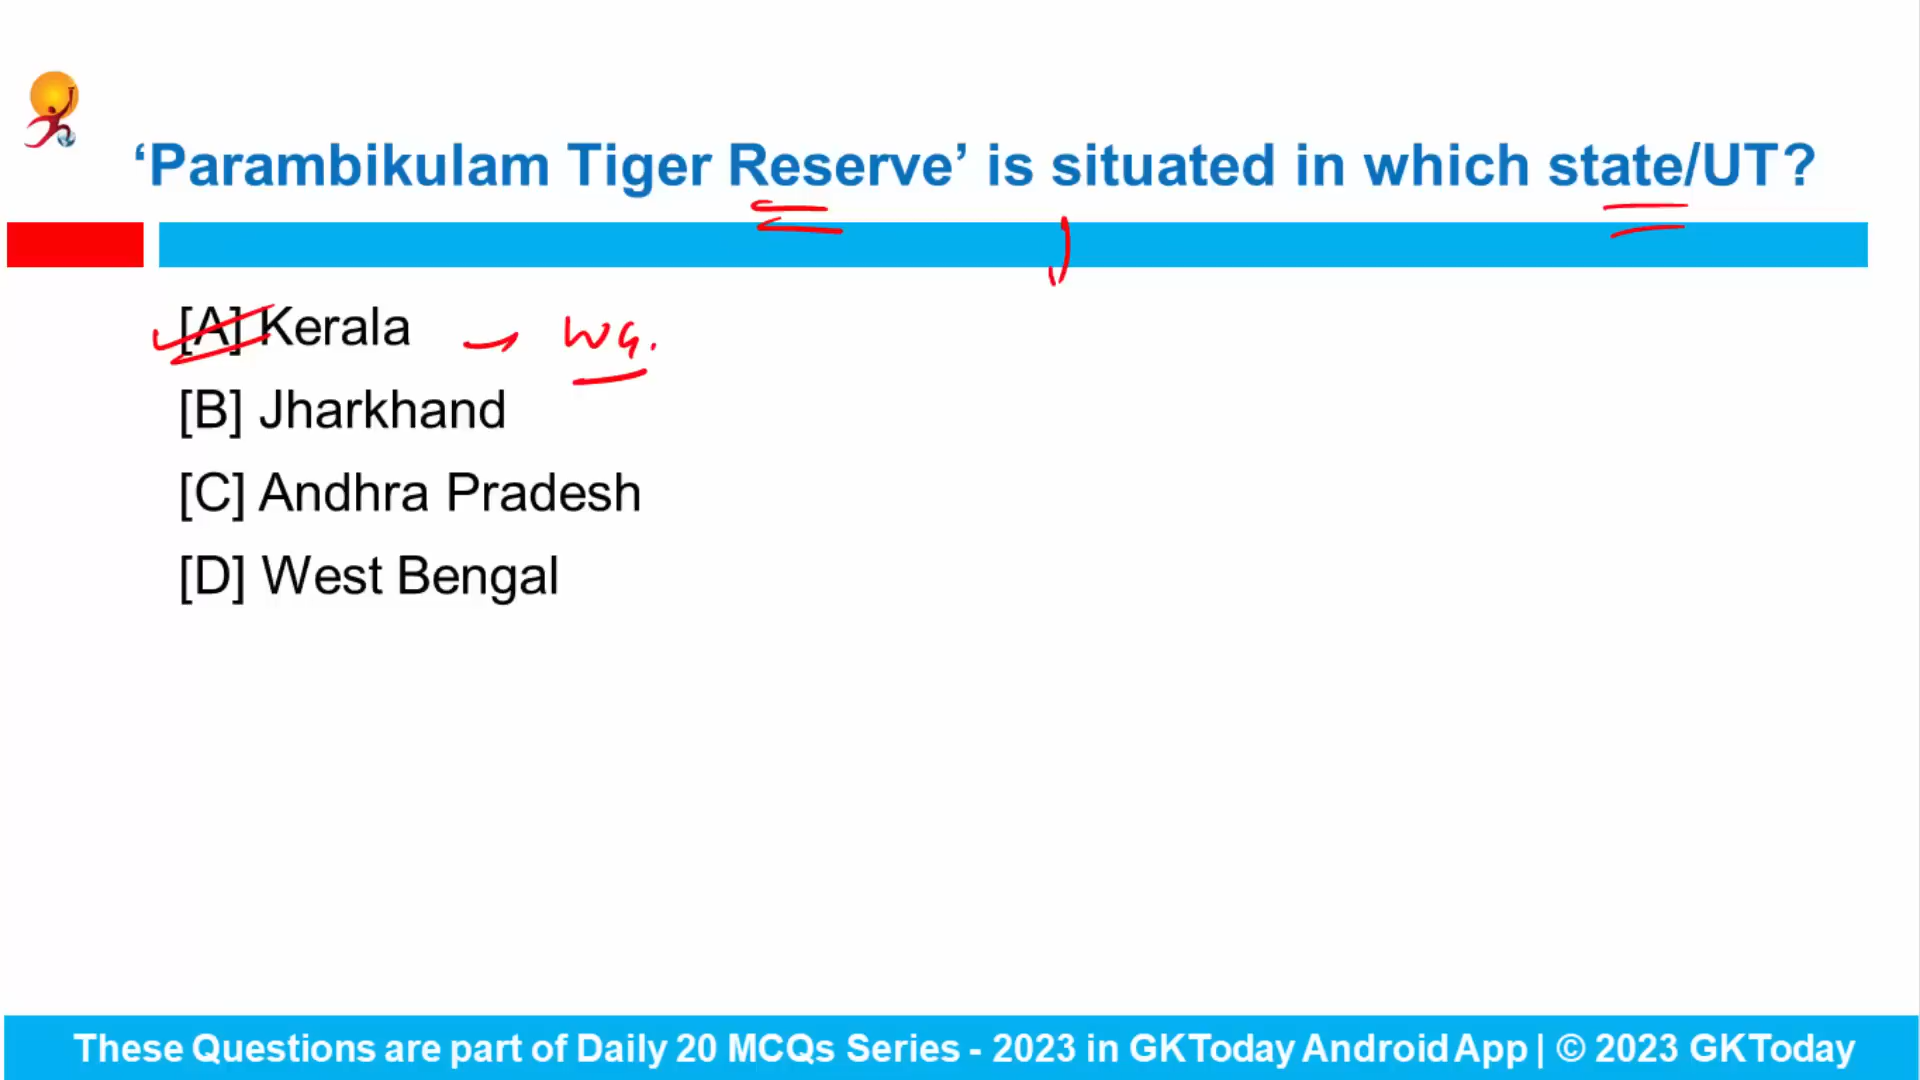 ‘Parambikulam Tiger Reserve’ is situated in which state/UT?
[A] Kerala W G.
[B] Jharkhand
[C] Andhra Pradesh
[D] West Bengal
These Questions are part of Daily 20 MCQs Series - 2023 in GKToday Android App | © 2023 GKToday